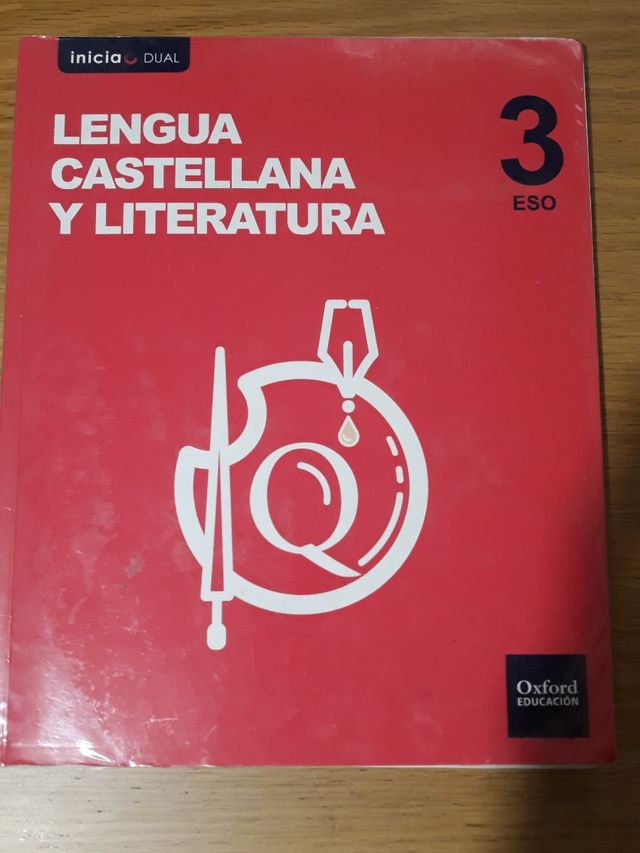 inicia DUAL
LENGUA
CASTELLANA
Y LITERATURA
3
ESO
Q
Oxford
EDUCACIÓN